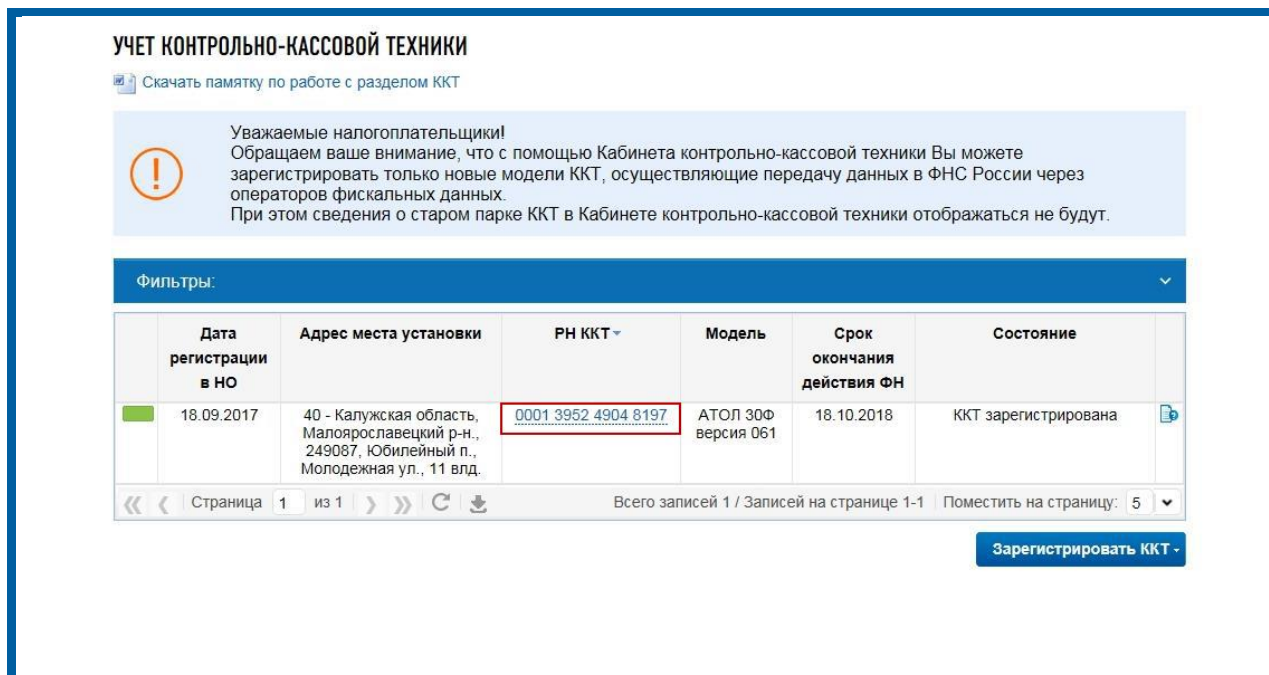 УЧЕТ КОНТРОЛЬНО-КАССОВОЙ ТЕХНИКИ
Скачать памятку по работе с разделом ККТ
Уважаемые налогоплательщики!
Обращаем ваше внимание, что с помощью Кабинета контрольно-кассовой техники Вы можете
зарегистрировать только новые модели ККТ, осуществляющие передачу данных в ФНС России через
операторов фискальных данных.
При этом сведения о старом парке ККТ в Кабинете контрольно-кассовой техники отображаться не будут.
Фильтры:
Дата регистрации в НО Адрес места установки РН ККТ Модель Срок окончания действия ФН Состояние
18.09.2017 40 - Калужская область, 0001 3952 4904 8197 АТОЛ 30Ф 18.10.2018 ККТ зарегистрирована
Малоярославецкий р-н., версия 061
249087, Юбилейный п.,
Молодежная ул., 11 влд.
Страница 1 из 1 Всего записей 1 / Записей на странице 1-1 Поместить на страницу: 5
Зарегистрировать ККТ